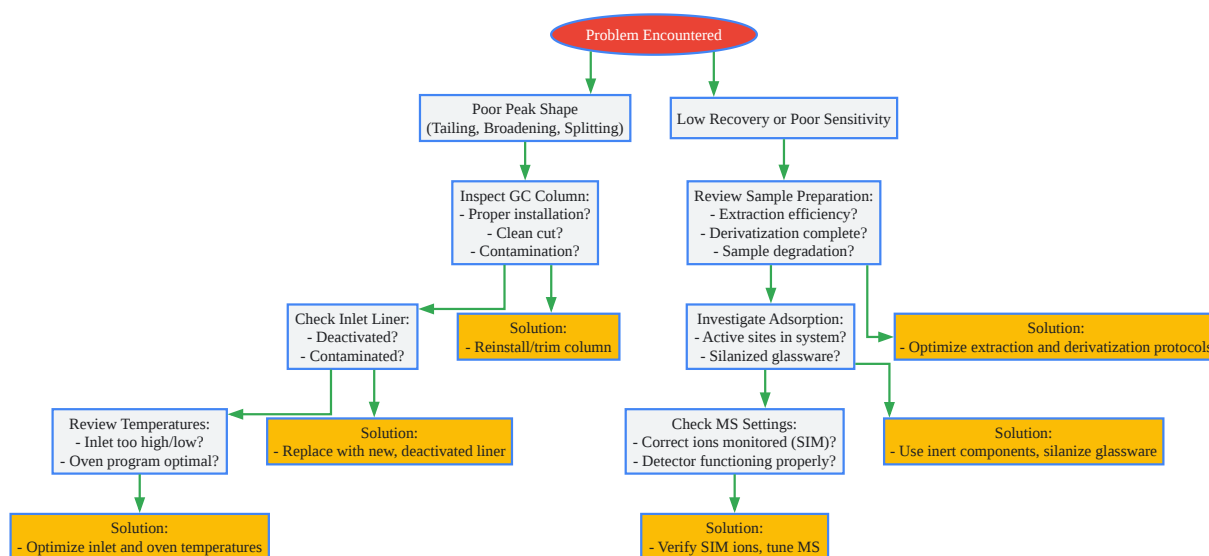 Problem Encountered
Poor Peak Shape
(Tailing, Broadening, Splitting)
Low Recovery or Poor Sensitivity
Inspect GC Column:
- Proper installation?
- Clean cut?
- Contamination?
Review Sample Preparation:
- Extraction efficiency?
- Derivatization complete?
- Sample degradation?
Check Inlet Liner:
- Deactivated?
- Contaminated?
Solution:
- Reinstall/trim column
Investigate Adsorption:
- Active sites in system?
- Silanized glassware?
Solution:
- Optimize extraction and derivatization protocols
Review Temperatures:
- Inlet too high/low?
- Oven program optimal?
Solution:
- Replace with new, deactivated liner
Check MS Settings:
- Correct ions monitored (SIM)?
- Detector functioning properly?
Solution:
- Use inert components, silanize glassware
Solution:
- Optimize inlet and oven temperatures
Solution:
- Verify SIM ions, tune MS